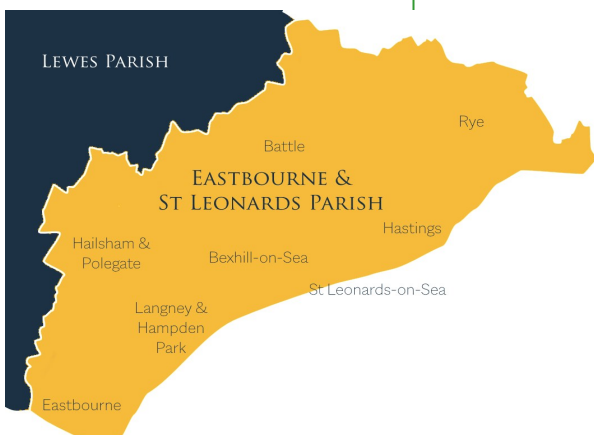 LEWES PARISH
Rye
Battle
EASTBOURNE &
ST LEONARDS PARISH
Hastings
Hailsham &
Polegate
Bexhill-on-Sea
St Leonards-on-Sea
Langney &
Hampden
Park
Eastbourne